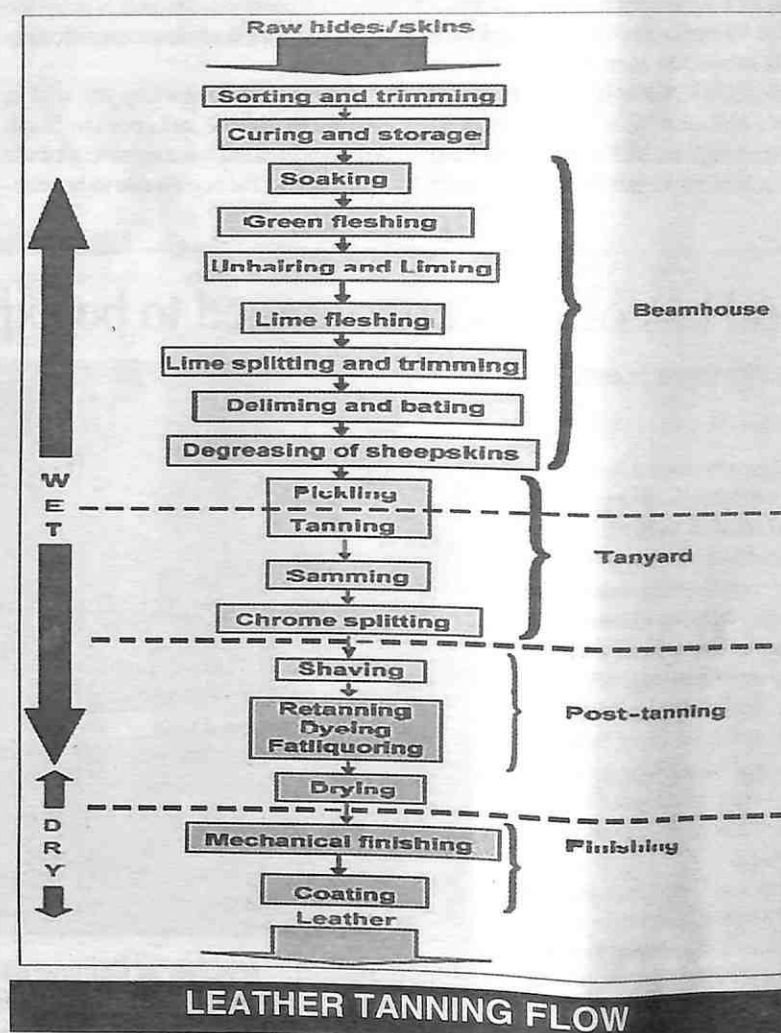 Raw hides/skins
Sorting and trimming
Curing and storage
Soaking
Green fleshing
Unhairing and Liming
Lime fleshing
Lime splitting and trimming
Deliming and bating
Degreasing of sheepskins
Beamhouse
Pickling
Tanning
Samming
Chrome splitting
Tanyard
Shaving
Retanning
Dyeing
Fatliquoring
Post-tanning
Drying
Mechanical finishing
Coating
Finishing
Leather
WET
DRY
LEATHER TANNING FLOW